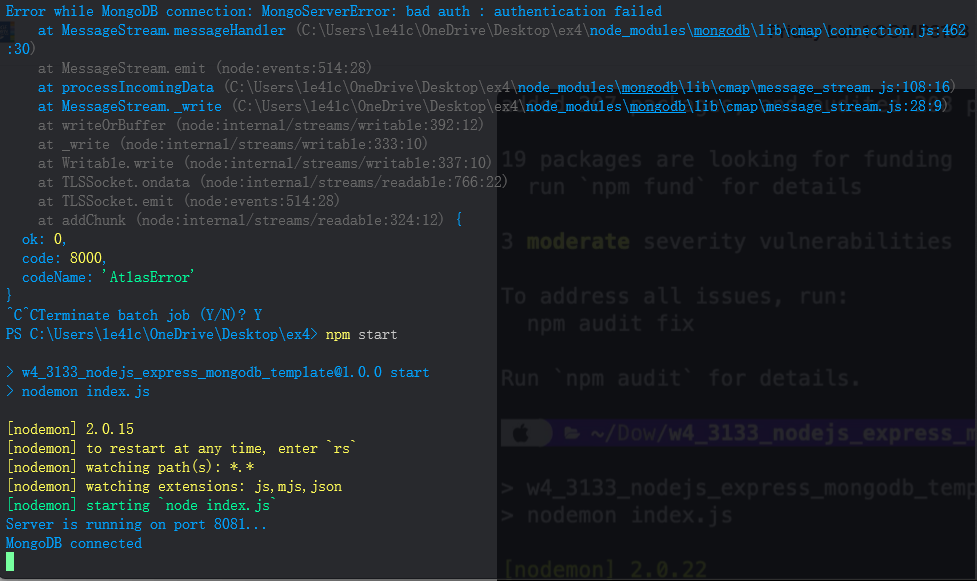 Error while MongoDB connection: MongoServerError: bad auth : authentication failed
at MessageStream.messageHandler (C:\Users\1e41c\OneDrive\Desktop\ex4\node_modules\mongodb\lib\cmap\connection.js:462
:30)
at MessageStream.emit (node:events:514:28)
at processIncomingData (C:\Users\1e41c\OneDrive\Desktop\ex4\node_modules\mongodb\lib\cmap\message_stream.js:108:16)
at MessageStream._write (C:\Users\1e41c\OneDrive\Desktop\ex4\node_modules\mongodb\lib\cmap\message_stream.js:28:9)
at writeOrBuffer (node:internal/streams/writable:392:12)
at _write (node:internal/streams/writable:333:10)
at Writable.write (node:internal/streams/writable:337:10)
at TLSSocket.ondata (node:internal/streams/readable:766:22)
at TLSSocket.emit (node:events:514:28)
at addChunk (node:internal/streams/readable:324:12) {
ok: 0,
code: 8000,
codeName: 'AtlasError'
}
^C^CTerminate batch job (Y/N)? Y
PS C:\Users\1e41c\OneDrive\Desktop\ex4> npm start
> w4_3133_nodejs_express_mongodb_template@1.0.0 start
> nodemon index.js
[nodemon] 2.0.15
[nodemon] to restart at any time, enter `rs`
[nodemon] watching path(s): *.*
[nodemon] watching extensions: js,mjs,json
[nodemon] starting `node index.js`
Server is running on port 8081...
MongoDB connected
19 packages are looking for funding
run `npm fund` for details
3 moderate severity vulnerabilities
To address all issues, run:
npm audit fix
Run `npm audit` for details.
~/Dow/w4_3133_nodejs_express_m
> w4_3133_nodejs_express_mongodb_temp
> nodemon index.js
[nodemon] 2.0.22